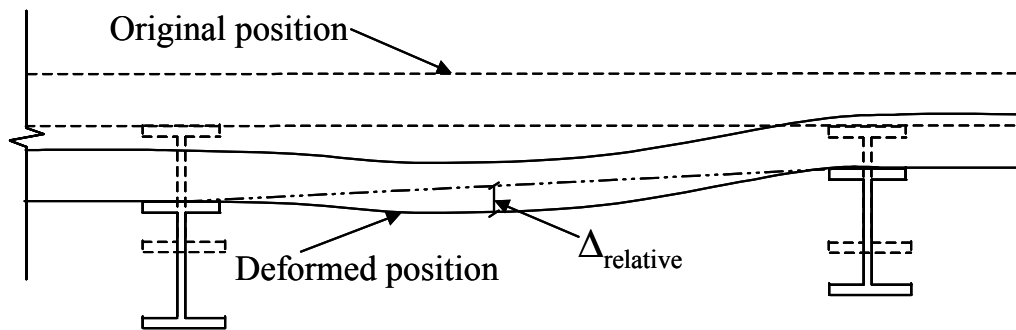 Original position
Deformed position
Δrelative